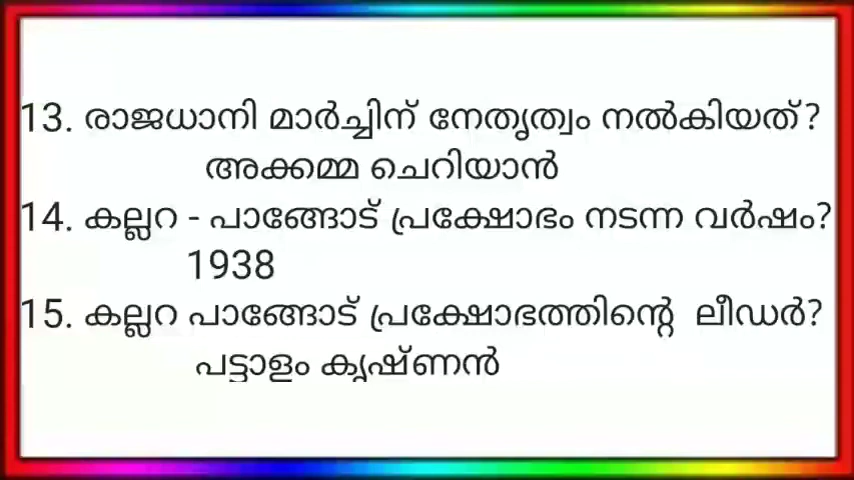 13. രാജധാനി മാർച്ചിന് നേതൃത്വം നൽകിയത്?
അക്കമ്മ ചെറിയാൻ
14. കല്ലറ - പാങ്ങോട് പ്രക്ഷോഭം നടന്ന വർഷം?
1938
15. കല്ലറ പാങ്ങോട് പ്രക്ഷോഭത്തിന്റെ ലീഡർ?
പട്ടാളം കൃഷ്ണൻ